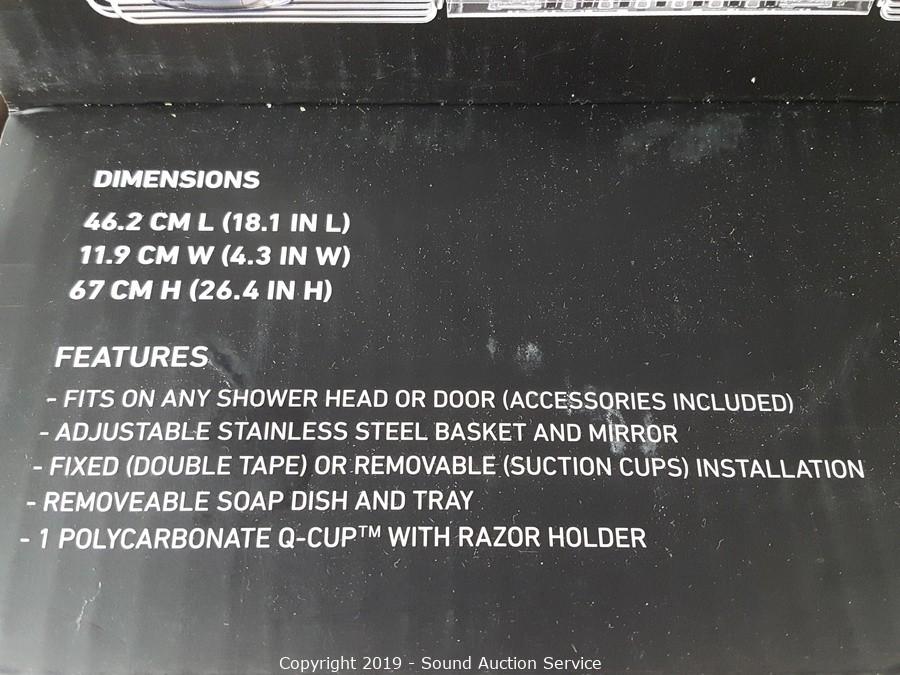 DIMENSIONS
46.2 CM L (18.1 IN L)
11.9 CM W (4.3 IN W)
67 CM H (26.4 IN H)
FEATURES
- FITS ON ANY SHOWER HEAD OR DOOR (ACCESSORIES INCLUDED)
- ADJUSTABLE STAINLESS STEEL BASKET AND MIRROR
- FIXED (DOUBLE TAPE) OR REMOVABLE (SUCTION CUPS) INSTALLATION
- REMOVEABLE SOAP DISH AND TRAY
- 1 POLYCARBONATE Q-CUP™ WITH RAZOR HOLDER
Copyright 2019 - Sound Auction Service